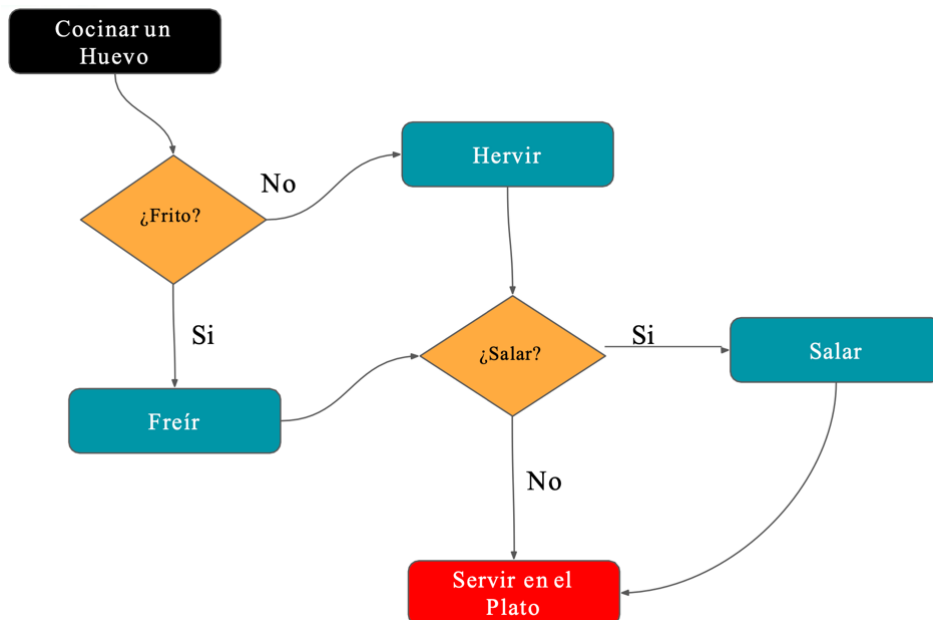 Cocinar un
Huevo
No
Hervir
¿Frito?
Si
¿Salar?
Si
Salar
Freír
No
Servir en el
Plato